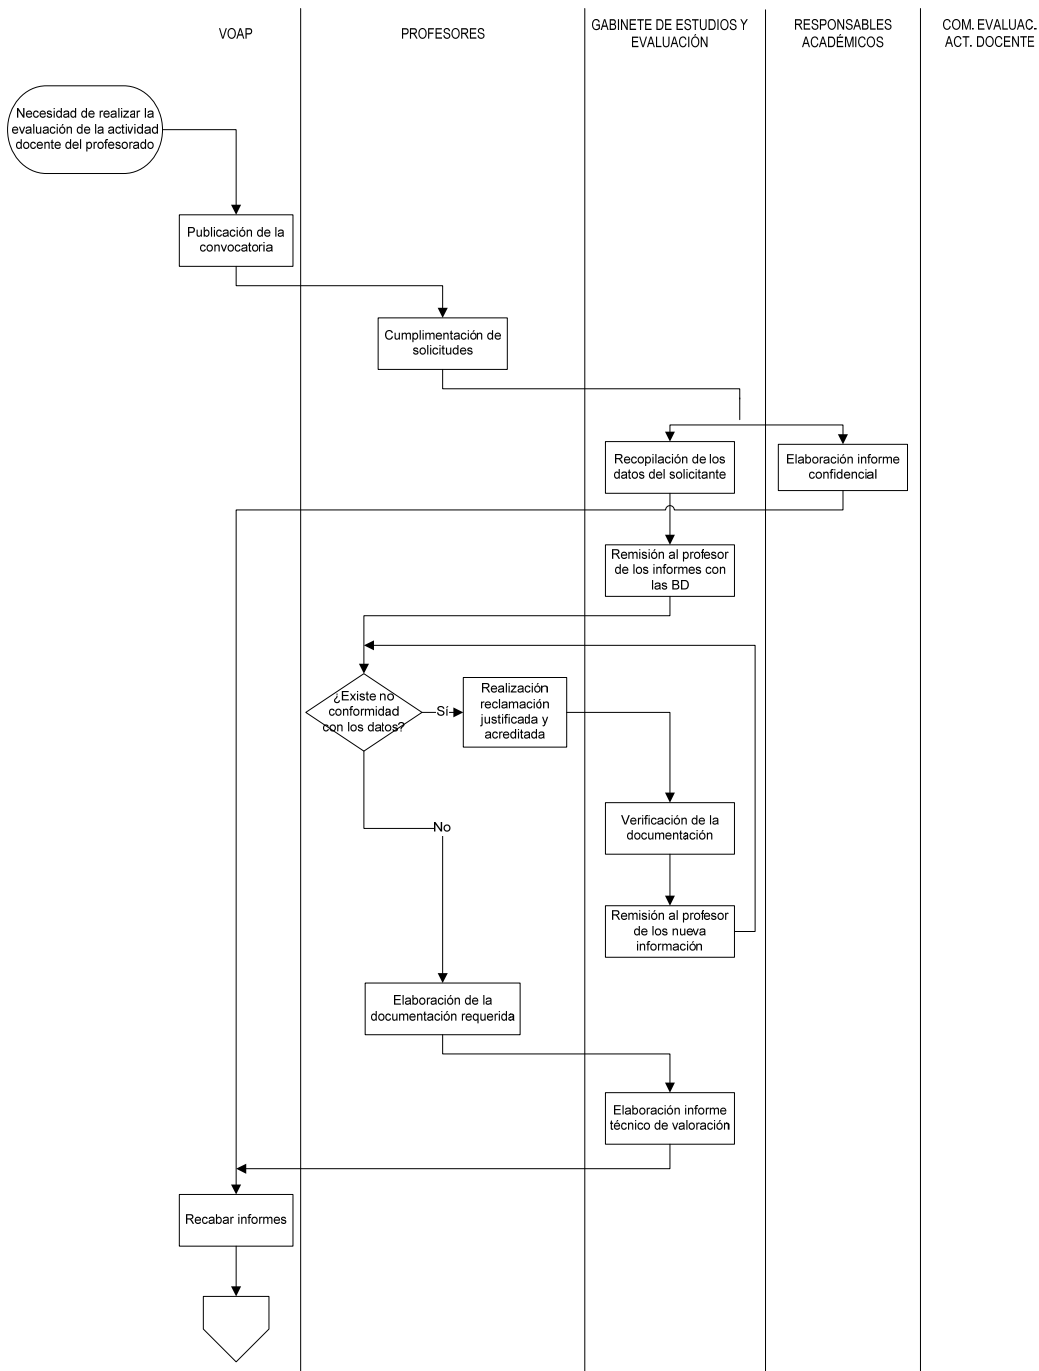 VOAP
PROFESORES
GABINETE DE ESTUDIOS Y
EVALUACIÓN
RESPONSABLES
ACADÉMICOS
COM. EVALUAC.
ACT. DOCENTE
Necesidad de realizar la
evaluación de la actividad
docente del profesorado
Publicación de la
convocatoria
Cumplimentación de
solicitudes
Recopilación de los
datos del solicitante
Elaboración informe
confidencial
Remisión al profesor
de los informes con
las BD
¿Existe no
conformidad
con los datos?
Sí
Realización
reclamación
justificada y
acreditada
Verificación de la
documentación
No
Remisión al profesor
de los nueva
información
Elaboración de la
documentación requerida
Elaboración informe
técnico de valoración
Recabar informes